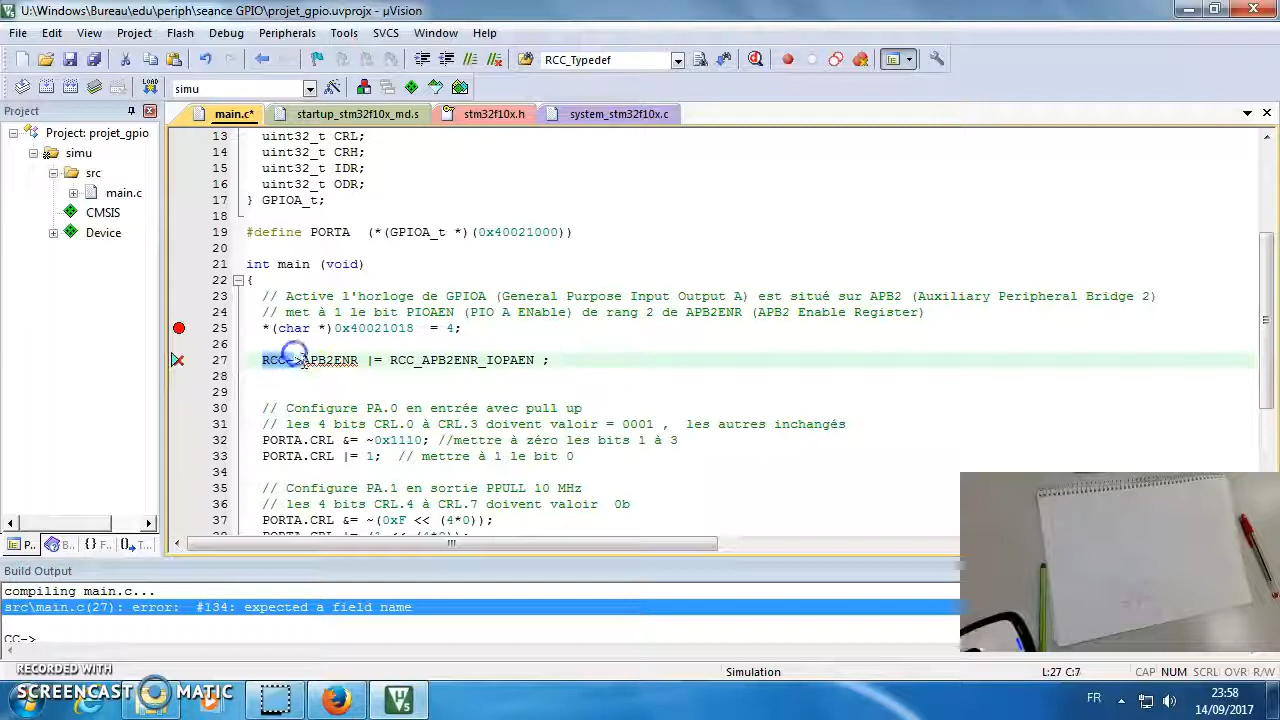 U:\Windows\Bureau\edu\periph\seance GPIO\projet_gpio.uvprojx - µVision
File Edit View Project Flash Debug Peripherals Tools SVCS Window Help
RCC_Typedef
LOAD simu
Project
main.c* startup_stm32f10x_md.s stm32f10x.h system_stm32f10x.c
Project: projet_gpio
simu
src
main.c
CMSIS
Device
13 uint32_t CRL;
14 uint32_t CRH;
15 uint32_t IDR;
16 uint32_t ODR;
17 } GPIOA_t;
18
19 #define PORTA (*(GPIOA_t *)(0x40021000))
20
21 int main (void)
22 {
23 // Active l'horloge de GPIOA (General Purpose Input Output A) est situé sur APB2 (Auxiliary Peripheral Bridge 2)
24 // met à 1 le bit PIOAEN (PIO A ENable) de rang 2 de APB2ENR (APB2 Enable Register)
25 *(char *)0x40021018 = 4;
26
27 RCC->APB2ENR |= RCC_APB2ENR_IOPAEN ;
28
29
30 // Configure PA.0 en entrée avec pull up
31 // les 4 bits CRL.0 à CRL.3 doivent valoir = 0001 , les autres inchangés
32 PORTA.CRL &= ~0x1110; //mettre à zéro les bits 1 à 3
33 PORTA.CRL |= 1; // mettre à 1 le bit 0
34
35 // Configure PA.1 en sortie PPULL 10 MHz
36 // les 4 bits CRL.4 à CRL.7 doivent valoir 0b
37 PORTA.CRL &= ~(0xF << (4*0));
38 PORTA.CRL |= (1 << (4*0));
P... B... {} F... T...
Build Output
compiling main.c...
src\main.c(27): error: #134: expected a field name
CC->
Simulation L:27 C:7 CAP NUM SCRL OVR R/W
RECORDED WITH
SCREENCAST MATIC
FR
23:58
14/09/2017